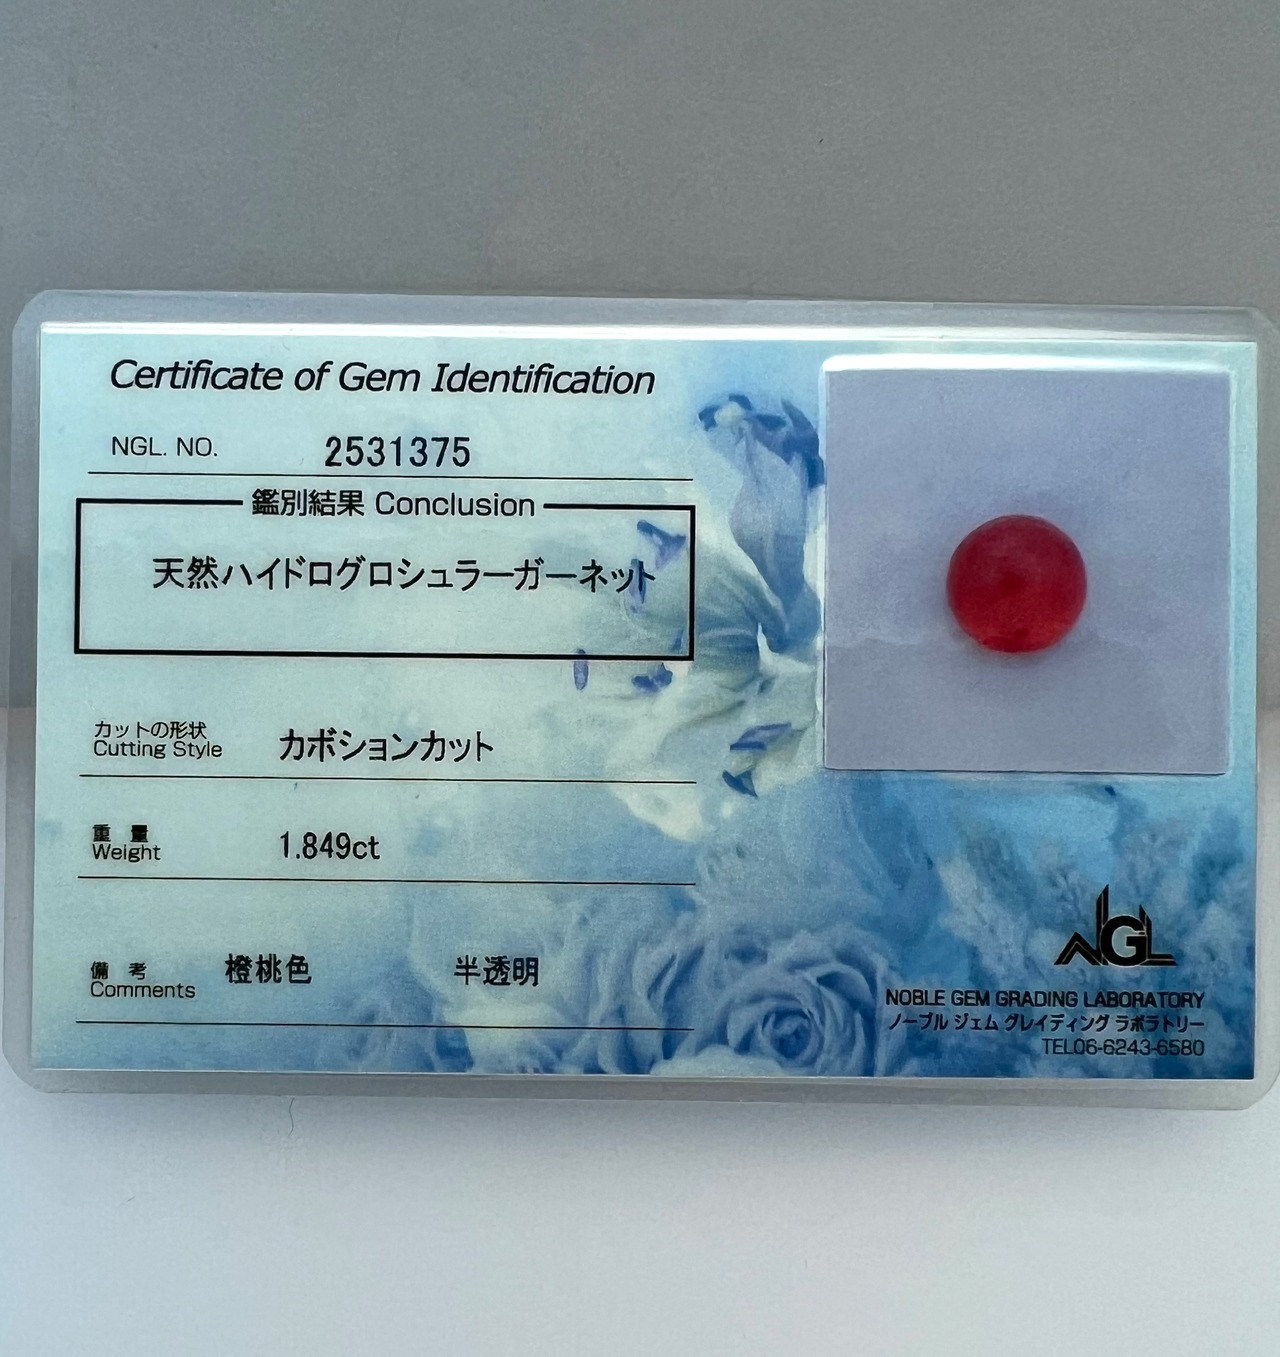 Certificate of Gem Identification
NGL. NO. 2531375
鑑別結果 Conclusion
天然ハイドログロシュラーガーネット
カットの形状
Cutting Style カボションカット
重量
Weight 1.849ct
備考 橙桃色 半透明
Comments
NGL
NOBLE GEM GRADING LABORATORY
ノーブル ジェム グレイディング ラボラトリー
TEL06-6243-6580